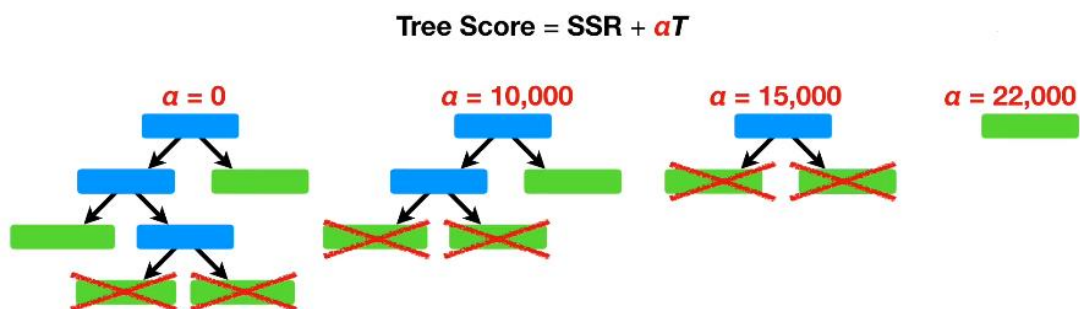 Tree Score = SSR + αT
α = 0
α = 10,000
α = 15,000
α = 22,000